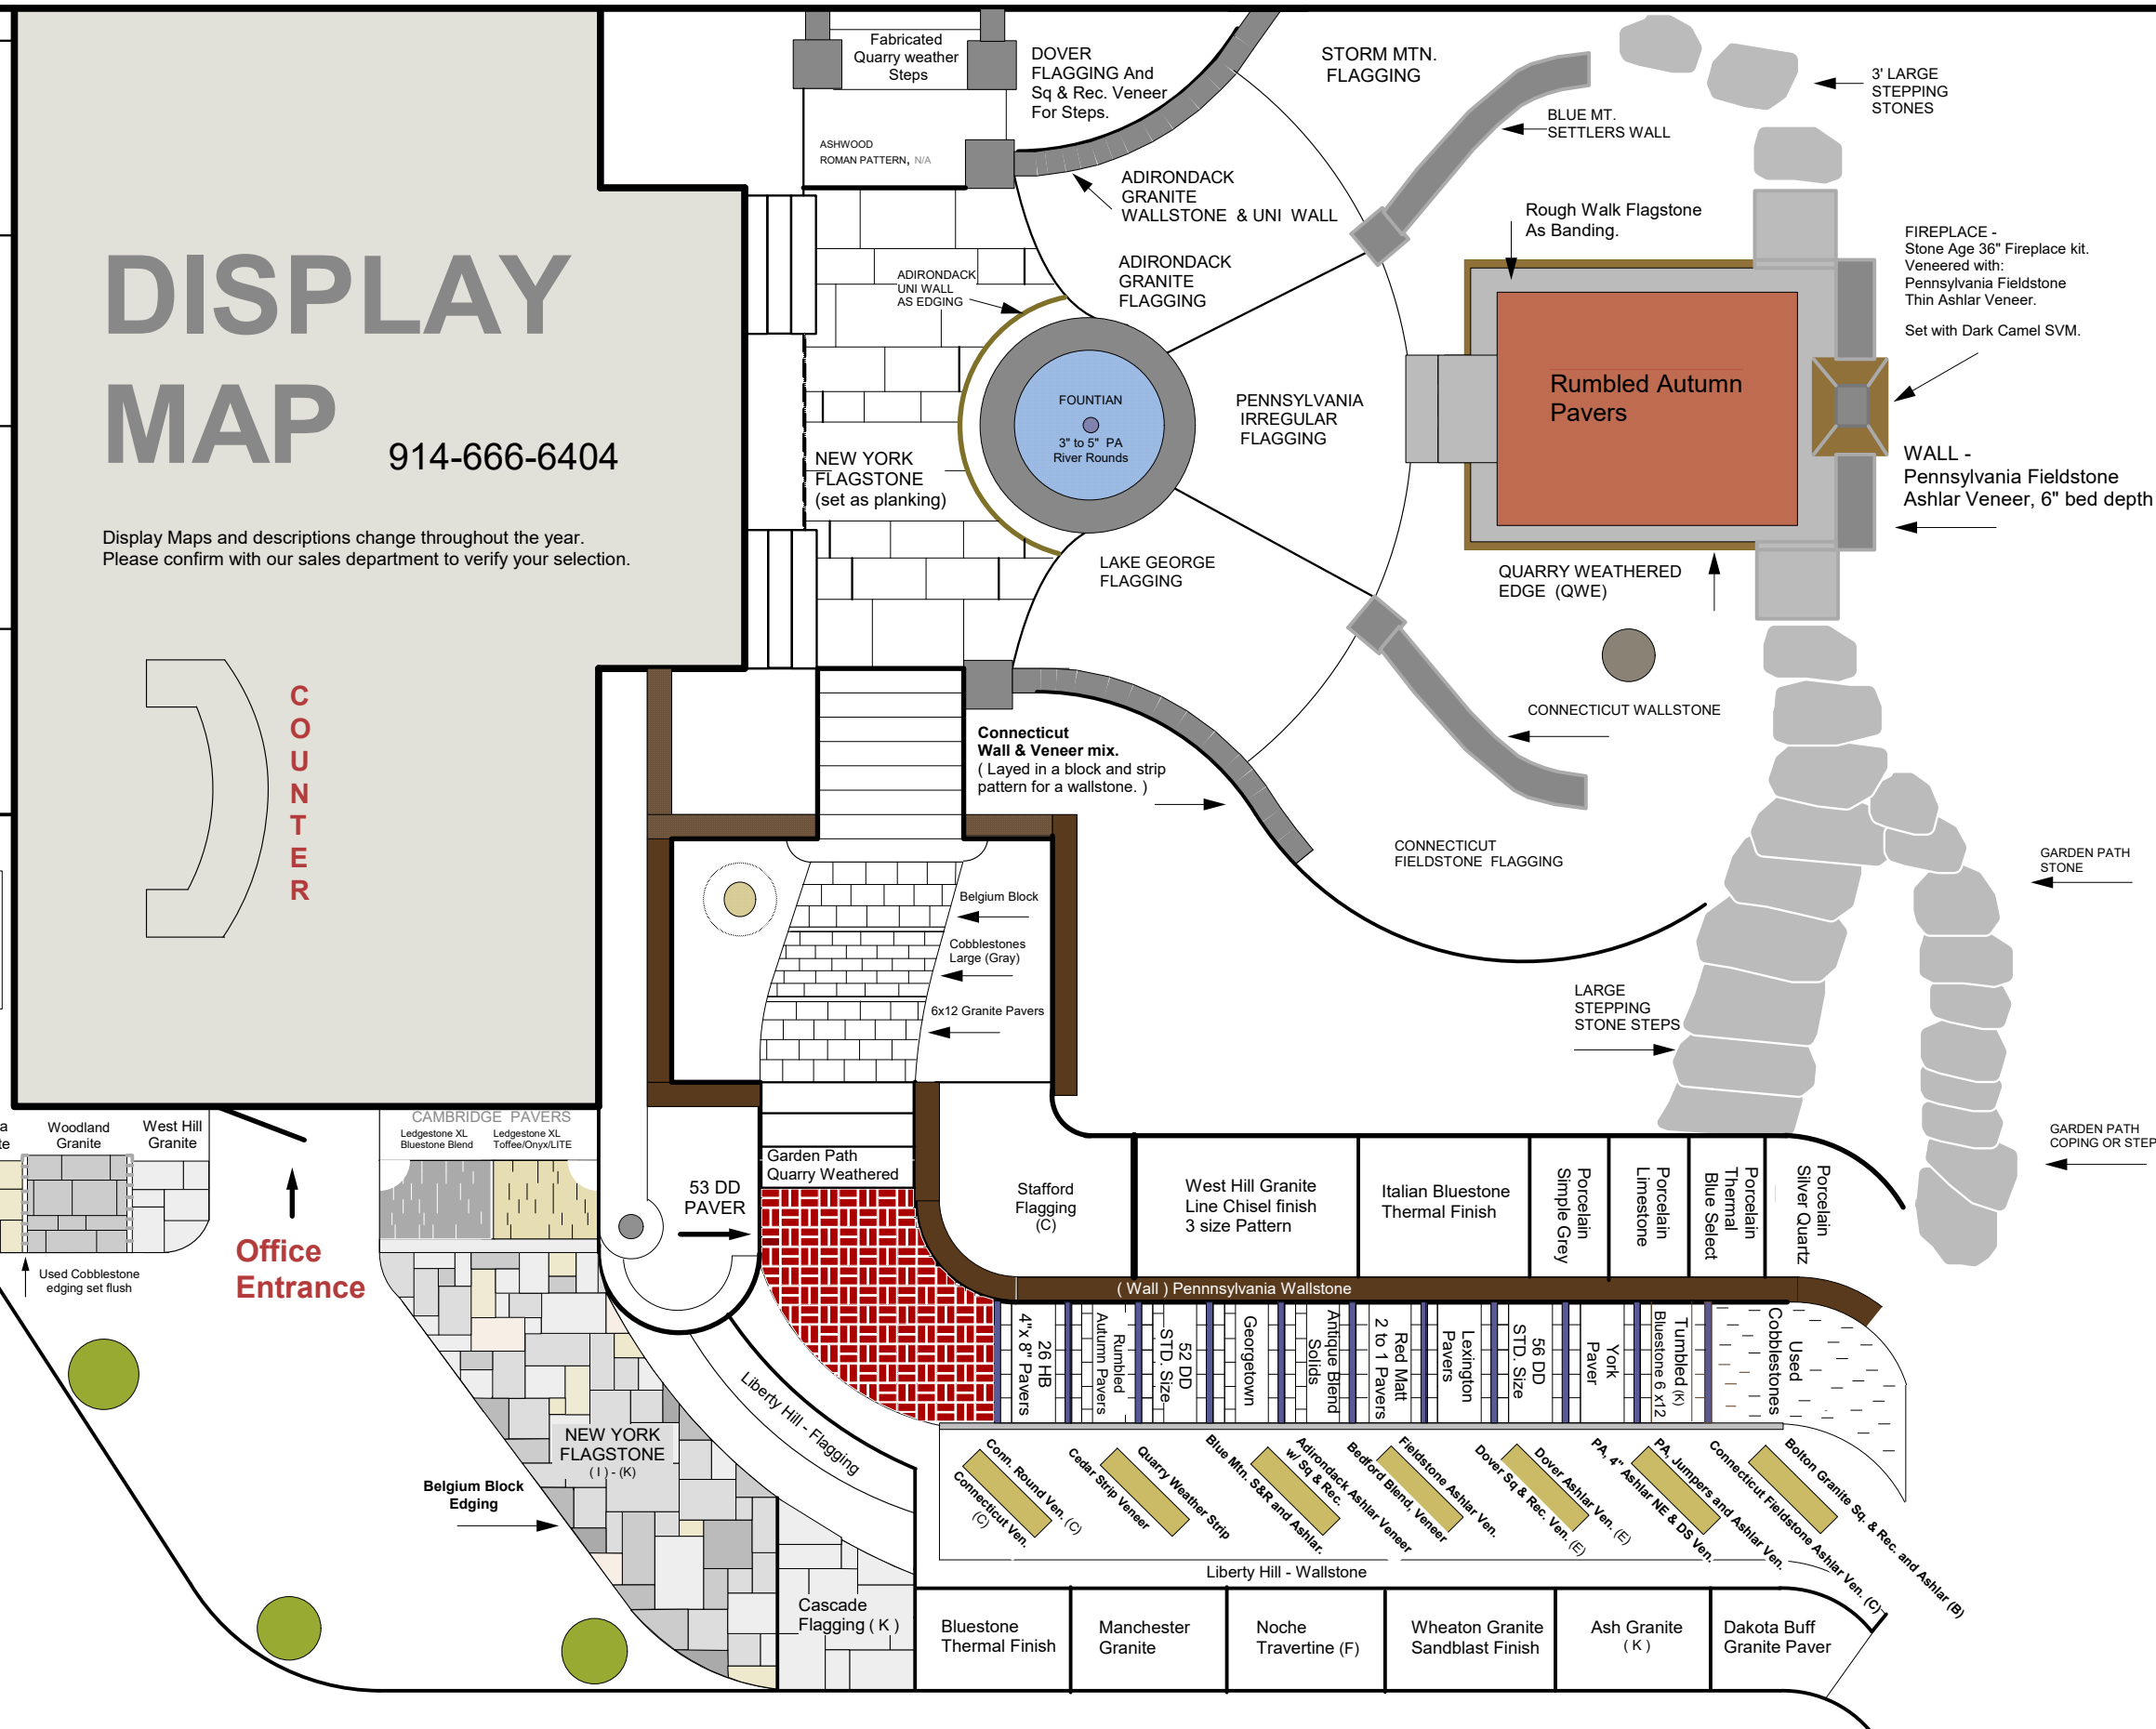 DISPLAY
MAP
914-666-6404
Display Maps and descriptions change throughout the year.
Please confirm with our sales department to verify your selection.
COUNTER
Fabricated
Quarry weather
Steps
ASHWOOD
ROMAN PATTERN, N/A
DOVER
FLAGGING And
Sq & Rec. Veneer
For Steps.
STORM MTN.
FLAGGING
BLUE MT.
SETTLERS WALL
3' LARGE
STEPPING
STONES
ADIRONDACK
GRANITE
WALLSTONE & UNI WALL
ADIRONDACK
GRANITE
FLAGGING
ADIRONDACK
UNI WALL
AS EDGING
Rough Walk Flagstone
As Banding.
FIREPLACE -
Stone Age 36" Fireplace kit.
Veneered with:
Pennsylvania Fieldstone
Thin Ashlar Veneer.
Set with Dark Camel SVM.
Rumbled Autumn
Pavers
FOUNTIAN
3" to 5" PA
River Rounds
PENNSYLVANIA
IRREGULAR
FLAGGING
NEW YORK
FLAGSTONE
(set as planking)
WALL -
Pennsylvania Fieldstone
Ashlar Veneer, 6" bed depth
LAKE GEORGE
FLAGGING
QUARRY WEATHERED
EDGE (QWE)
CONNECTICUT WALLSTONE
Connecticut
Wall & Veneer mix.
( Layed in a block and strip
pattern for a wallstone. )
CONNECTICUT
FIELDSTONE FLAGGING
GARDEN PATH
STONE
Belgium Block
Cobblestones
Large (Gray)
6x12 Granite Pavers
LARGE
STEPPING
STONE STEPS
GARDEN PATH
COPING OR STEP
a
te
Woodland
Granite
West Hill
Granite
Used Cobblestone
edging set flush
Office
Entrance
CAMBRIDGE PAVERS
Ledgestone XL
Bluestone Blend
Ledgestone XL
Toffee/Onyx/LITE
53 DD
PAVER
Garden Path
Quarry Weathered
Stafford
Flagging
(C)
West Hill Granite
Line Chisel finish
3 size Pattern
Italian Bluestone
Thermal Finish
Porcelain
Simple Grey
Porcelain
Limestone
Porcelain
Thermal
Blue Select
Porcelain
Silver Quartz
( Wall ) Pennnsylvania Wallstone
26 HB
4"x 8" Pavers
Rumbled
Autumn Pavers
52 DD
STD. Size
Georgetown
Antique Blend
Solids
Red Matt
2 to 1 Pavers
Lexington
Pavers
56 DD
STD. Size
York
Paver
Tumbled (K)
Bluestone 6 x12
Used
Cobblestones
Liberty Hill - Flagging
NEW YORK
FLAGSTONE
( I ) - (K)
Belgium Block
Edging
Conn. Round Ven. (C)
Connecticut Ven.
(C)
Quarry Weather Strip
Cedar Strip Veneer
Adirondack Ashlar Veneer
w/ Sq & Rec.
Blue Mtn. S&R and Ashlar.
Fieldstone Ashlar Ven.
Bedford Blend, Veneer
Dover Ashlar Ven. (E)
Dover Sq & Rec. Ven. (E)
PA, Jumpers and Ashlar Ven.
PA, 4" Ashlar NE & DS Ven.
Bolton Granite Sq. & Rec. and Ashlar (B)
Connecticut Fieldstone Ashlar Ven. (C)
Liberty Hill - Wallstone
Cascade
Flagging ( K )
Bluestone
Thermal Finish
Manchester
Granite
Noche
Travertine (F)
Wheaton Granite
Sandblast Finish
Ash Granite
( K )
Dakota Buff
Granite Paver